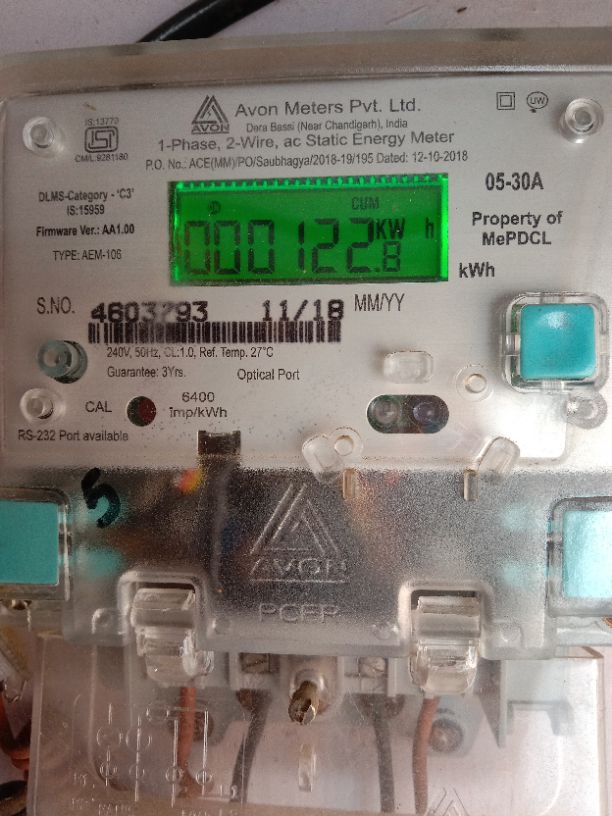 IS:13779
ISI
CM/L:9281180
AVON
Avon Meters Pvt. Ltd.
Dera Bassi (Near Chandigarh), India
UW
1-Phase, 2-Wire, ac Static Energy Meter
P.O. No.: ACE(MM)/PO/Saubhagya/2018-19/195 Dated: 12-10-2018
DLMS-Category - 'C3'
IS:15959
Firmware Ver.: AA1.00
TYPE: AEM-106
CUM
000122.8 KW h
05-30A
Property of
MePDCL
kWh
S.NO. 4603793 11/18 MM/YY
240V, 50Hz, CL:1.0, Ref. Temp. 27°C
Guarantee: 3Yrs. Optical Port
CAL
6400
Imp/kWh
RS-232 Port available
5
AVON